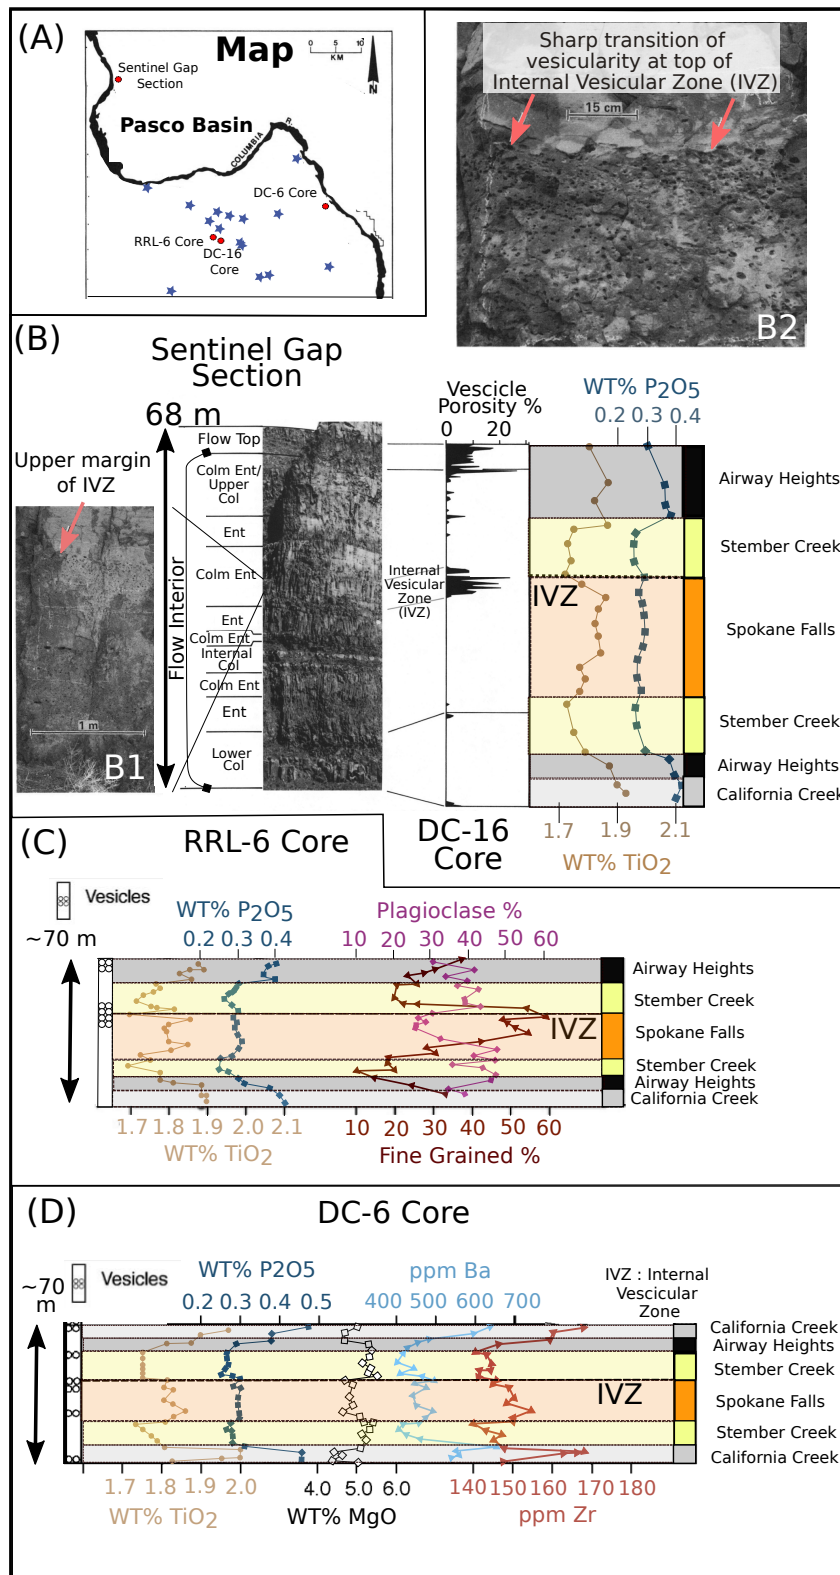 (A)
Map
0 5 10
KM
N
Sentinel Gap
Section
Pasco Basin
COLUMBIA R.
DC-6 Core
RRL-6 Core
DC-16
Core
Sharp transition of
vesicularity at top of
Internal Vesicular Zone (IVZ)
15 cm
B2
(B)
Sentinel Gap
Section
68 m
Upper margin
of IVZ
1 m
B1
Flow Interior
Flow Top
Colm Ent/
Upper
Col
Ent
Colm Ent
Ent
Colm Ent
Internal
Col
Colm Ent
Ent
Lower
Col
Vescicle
Porosity %
0 20
Internal
Vesicular
Zone
(IVZ)
WT% P2O5
0.2 0.3 0.4
IVZ
Airway Heights
Stember Creek
Spokane Falls
Stember Creek
Airway Heights
California Creek
1.7 1.9 2.1
WT% TiO2
DC-16
Core
(C)
RRL-6 Core
Vesicles
~70 m
WT% P2O5
0.2 0.3 0.4
Plagioclase %
10 20 30 40 50 60
IVZ
Airway Heights
Stember Creek
Spokane Falls
Stember Creek
Airway Heights
California Creek
1.7 1.8 1.9 2.0 2.1
WT% TiO2
10 20 30 40 50 60
Fine Grained %
(D)
DC-6 Core
~70
m
Vesicles
WT% P2O5
0.2 0.3 0.4 0.5
ppm Ba
400 500 600 700
IVZ : Internal
Vescicular
Zone
IVZ
California Creek
Airway Heights
Stember Creek
Spokane Falls
Stember Creek
California Creek
1.7 1.8 1.9 2.0
WT% TiO2
4.0 5.0 6.0
WT% MgO
140 150 160 170 180
ppm Zr